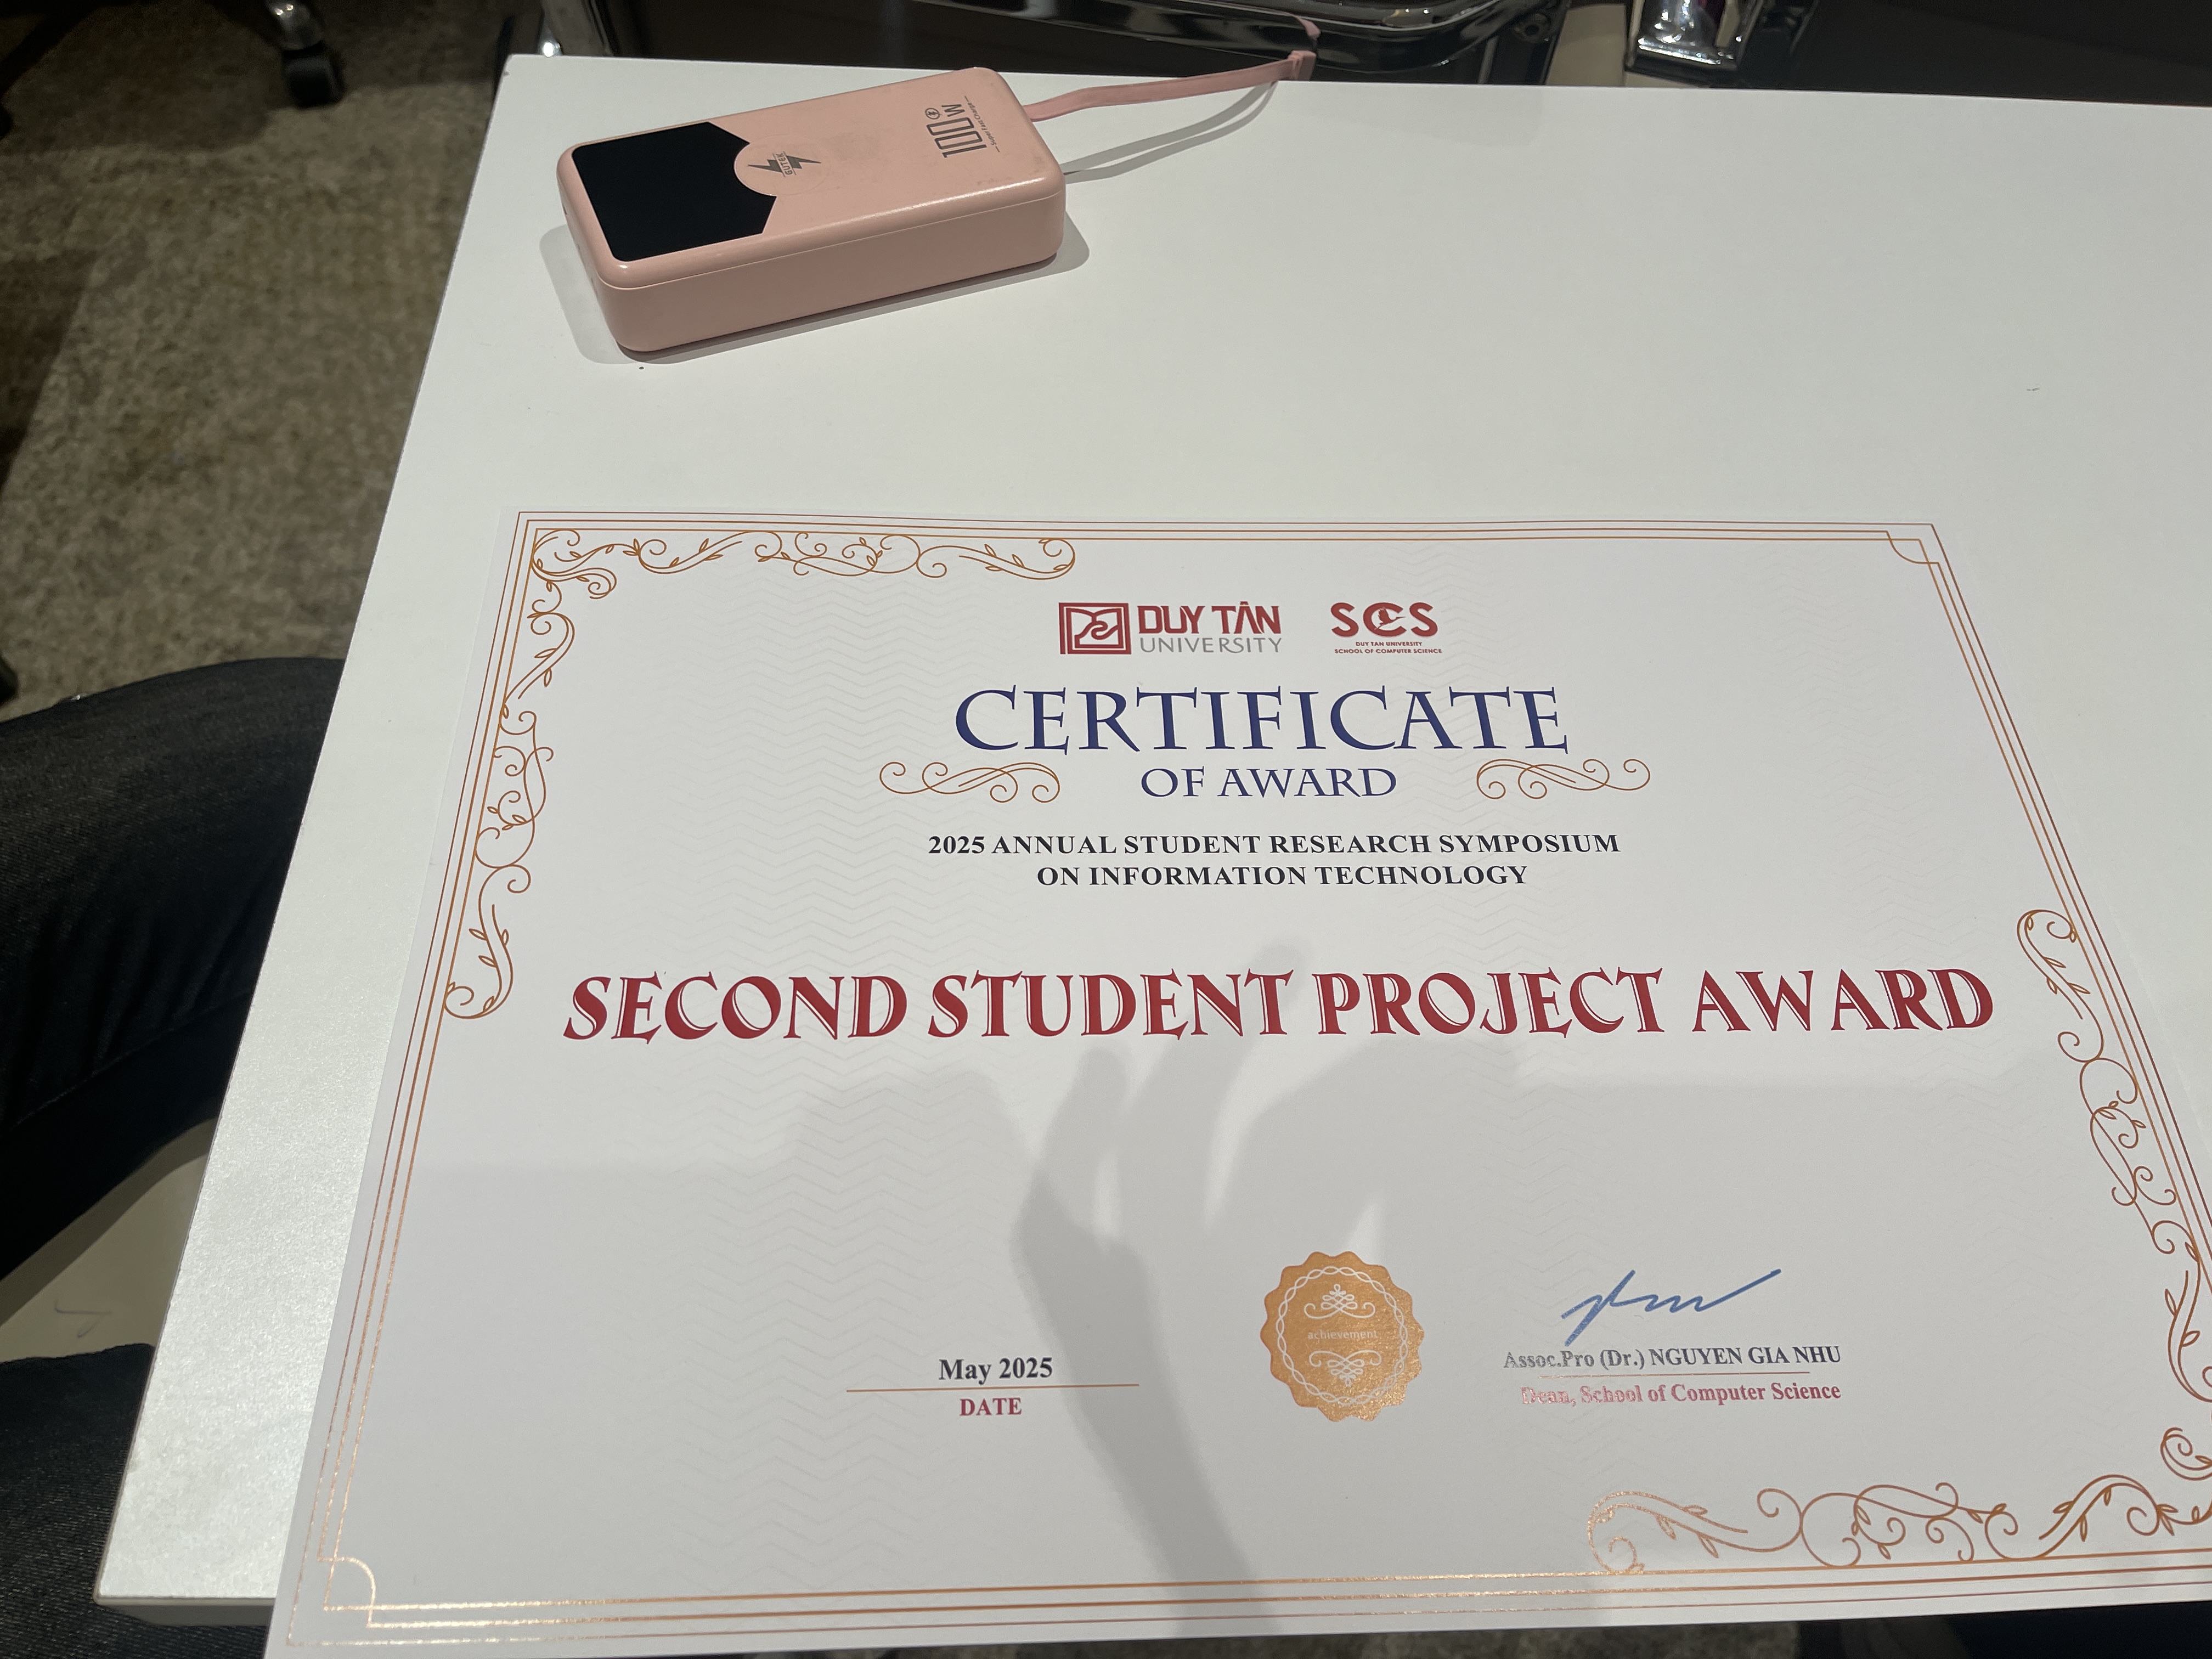 DUY TÂN
UNIVERSITY
SCS
DUY TAN UNIVERSITY
SCHOOL OF COMPUTER SCIENCE
CERTIFICATE
OF AWARD
2025 ANNUAL STUDENT RESEARCH SYMPOSIUM
ON INFORMATION TECHNOLOGY
SECOND STUDENT PROJECT AWARD
May 2025
DATE
achievement
Assoc.Pro (Dr.) NGUYEN GIA NHU
Dean, School of Computer Science
GUTEK
100W
Super Fast Charge